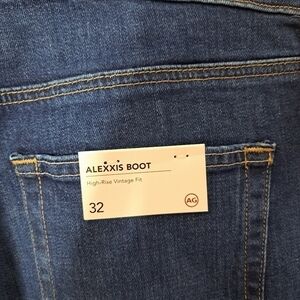 ALEXXIS BOOT
High-Rise Vintage Fit
32
AG